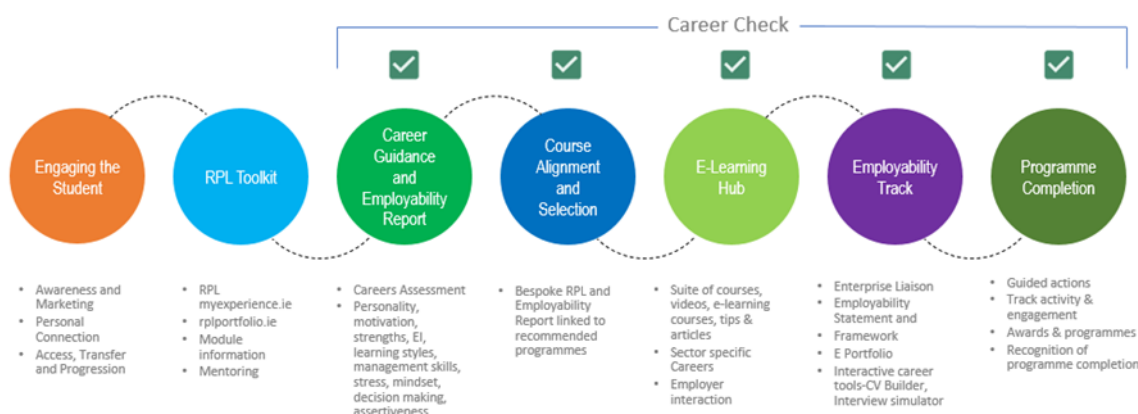 Career Check
Engaging the
Student
RPL Toolkit
Career
Guidance
and
Employability
Report
Course
Alignment
and
Selection
E-Learning
Hub
Employability
Track
Programme
Completion
• Awareness and
Marketing
• Personal
Connection
• Access, Transfer
and Progression
• RPL
myexperience.ie
• rplportfolio.ie
• Module
information
• Mentoring
• Careers Assessment
• Personality,
motivation,
strengths, EI,
learning styles,
management skills,
stress, mindset,
decision making,
assertiveness
• Bespoke RPL and
Employability
Report linked to
recommended
programmes
• Suite of courses,
videos, e-learning
courses, tips &
articles
• Sector specific
Careers
• Employer
interaction
• Enterprise Liaison
• Employability
Statement and
• Framework
• E Portfolio
• Interactive career
tools-CV Builder,
Interview simulator
• Guided actions
• Track activity &
engagement
• Awards & programmes
• Recognition of
programme completion